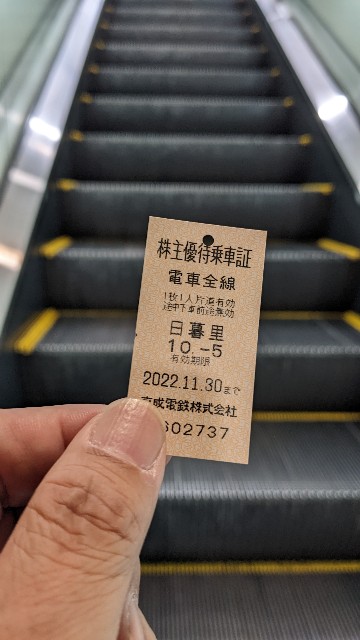 株主優待乗車証
電車全線
1枚1人片道有効
途中下車前途無効
日暮里
10.-5
有効期限
2022.11.30まで
京成電鉄株式会社
602737